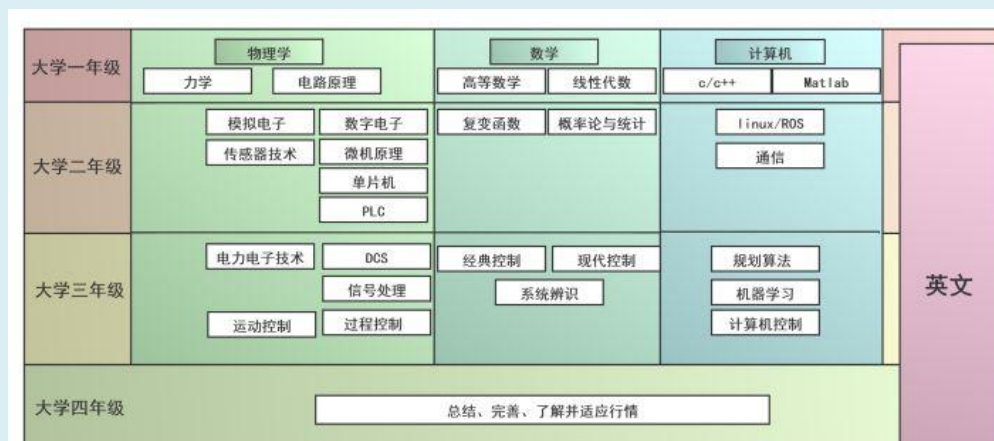 物理学
数学
计算机
大学一年级
力学
电路原理
高等数学
线性代数
c/c++
Matlab
模拟电子
数字电子
复变函数
概率论与统计
linux/ROS
大学二年级
传感器技术
微机原理
通信
单片机
PLC
电力电子技术
DCS
经典控制
现代控制
规划算法
大学三年级
信号处理
系统辨识
机器学习
英文
运动控制
过程控制
计算机控制
大学四年级
总结、完善、了解并适应行情